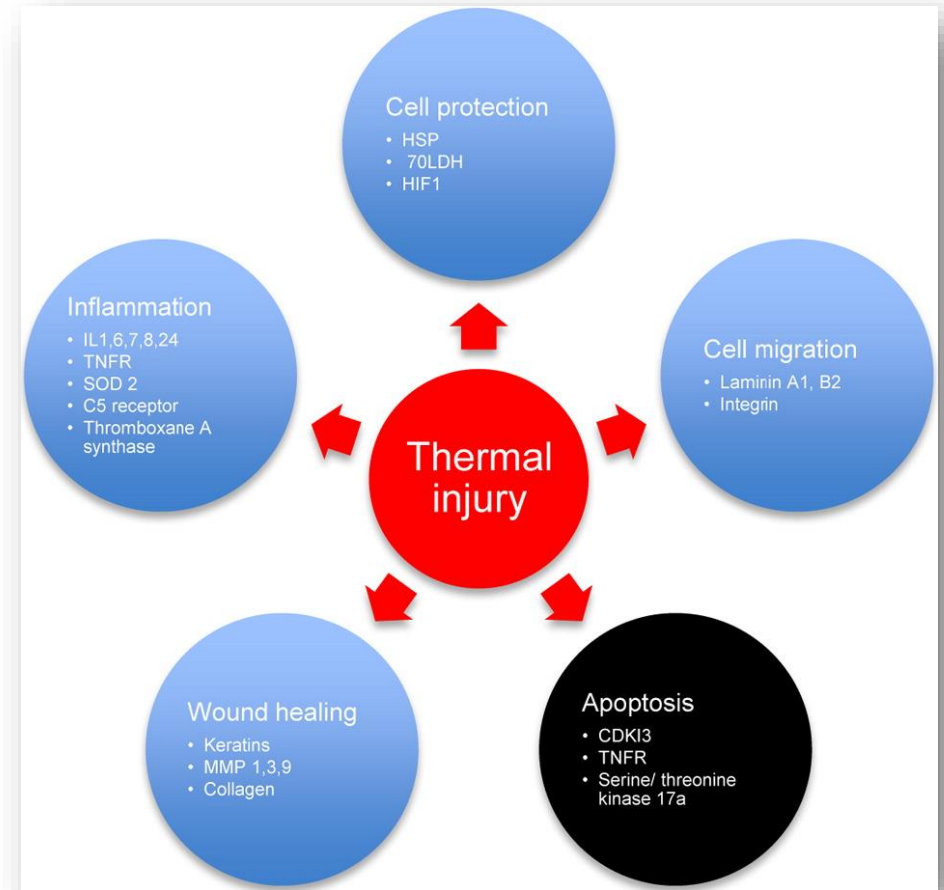 Cell protection
• HSP
• 70LDH
• HIF1
Inflammation
• IL1,6,7,8,24
• TNFR
• SOD 2
• C5 receptor
• Thromboxane A
synthase
Cell migration
• Laminin A1, B2
• Integrin
Thermal
injury
Wound healing
• Keratins
• MMP 1,3,9
• Collagen
Apoptosis
• CDKI3
• TNFR
• Serine/ threonine
kinase 17a